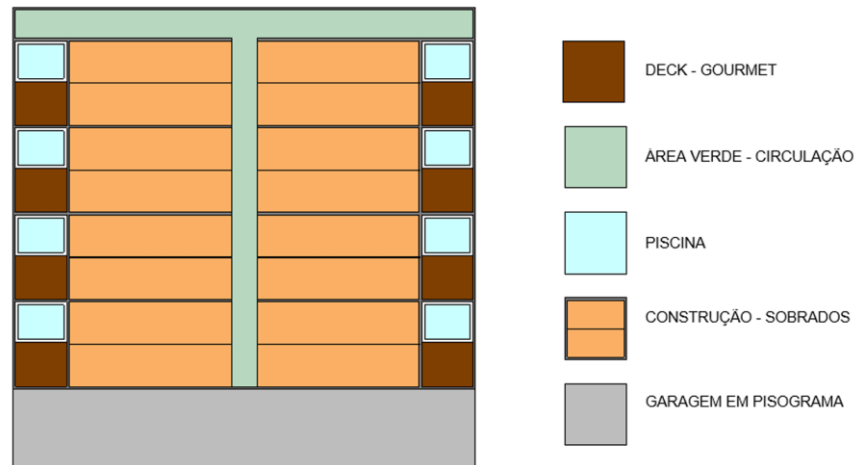 DECK - GOURMET
ÁREA VERDE - CIRCULAÇÃO
PISCINA
CONSTRUÇÃO - SOBRADOS
GARAGEM EM PISOGRAMA